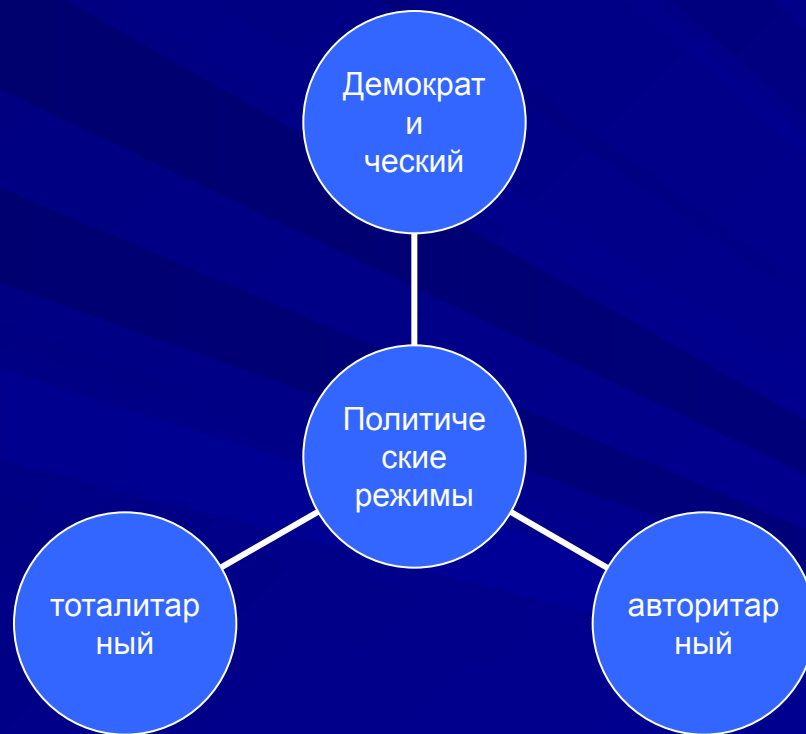 Демократ
и
ческий
Политиче
ские
режимы
тоталитар
ный
авторитар
ный